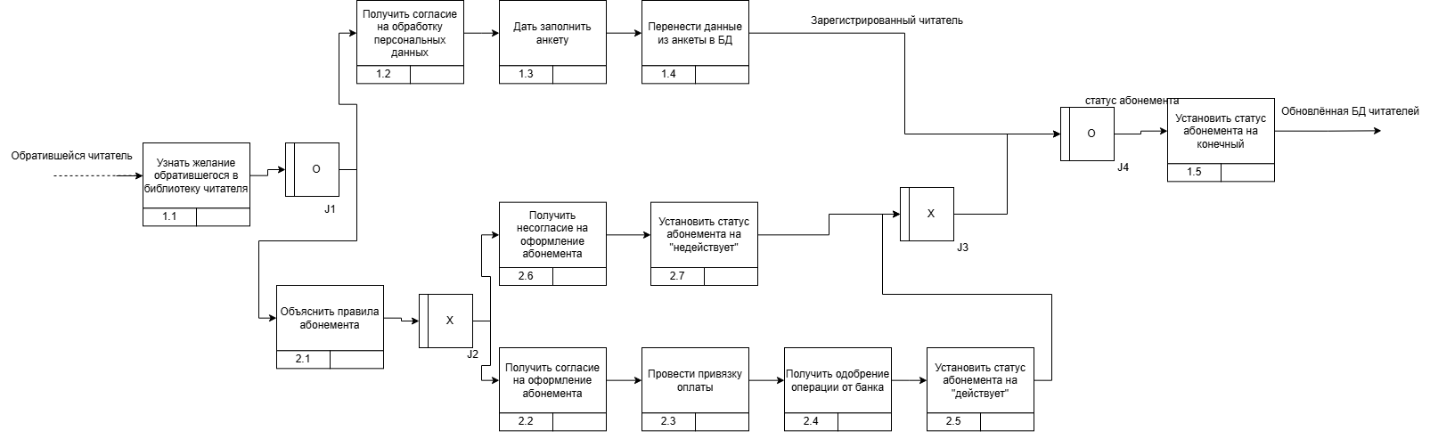 Получить согласие
на обработку
персональных
данных
1.2
Дать заполнить
анкету
1.3
Перенести данные
из анкеты в БД
1.4
Зарегистрированный читатель
Обратившейся читатель
Узнать желание
обратившегося в
библиотеку читателя
1.1
O
J1
O
J4
статус абонемента
Установить статус
абонемента на
конечный
1.5
Обновлённая БД читателей
Получить
несогласие на
оформление
абонемента
2.6
Установить статус
абонемента на
"недействует"
2.7
X
J3
Объяснить правила
абонемента
2.1
X
J2
Получить согласие
на оформление
абонемента
2.2
Провести привязку
оплаты
2.3
Получить одобрение
операции от банка
2.4
Установить статус
абонемента на
"действует"
2.5